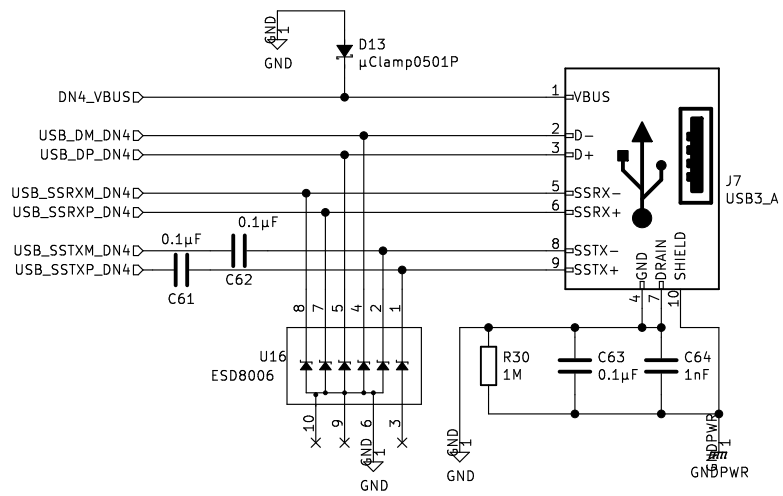 GND
1
GND
D13
µClamp0501P
DN4_VBUS
1
VBUS
USB_DM_DN4
2
D-
USB_DP_DN4
3
D+
J7
USB3_A
USB_SSRXM_DN4
5
SSRX-
USB_SSRXP_DN4
6
SSRX+
0.1µF
0.1µF
USB_SSTXM_DN4
8
SSTX-
USB_SSTXP_DN4
9
SSTX+
C62
C61
GND
DRAIN
SHIELD
4
7
10
8
7
5
4
2
1
U16
ESD8006
R30
1M
C63
0.1µF
C64
1nF
10
9
6
3
GND
1
GND
GND
1
GND
GNDPWR
1
GNDPWR